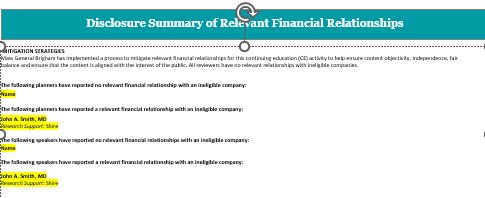 Disclosure Summary of Relevant Financial Relationships
MITIGATION STRATEGIES
Mass General Brigham has implemented a process to mitigate relevant financial relationships for this continuing education (CE) activity to help ensure content objectivity, independence, fair
balance and ensure that the content is aligned with the interest of the public. All reviewers have no relevant relationships with ineligible companies.
The following planners have reported no relevant financial relationship with an ineligible company:
Name
The following planners have reported a relevant financial relationship with an ineligible company:
John A. Smith, MD
Research Support: Shire
The following speakers have reported no relevant financial relationship with an ineligible company:
Name
The following speakers have reported a relevant financial relationship with an ineligible company:
John A. Smith, MD
Research Support: Shire